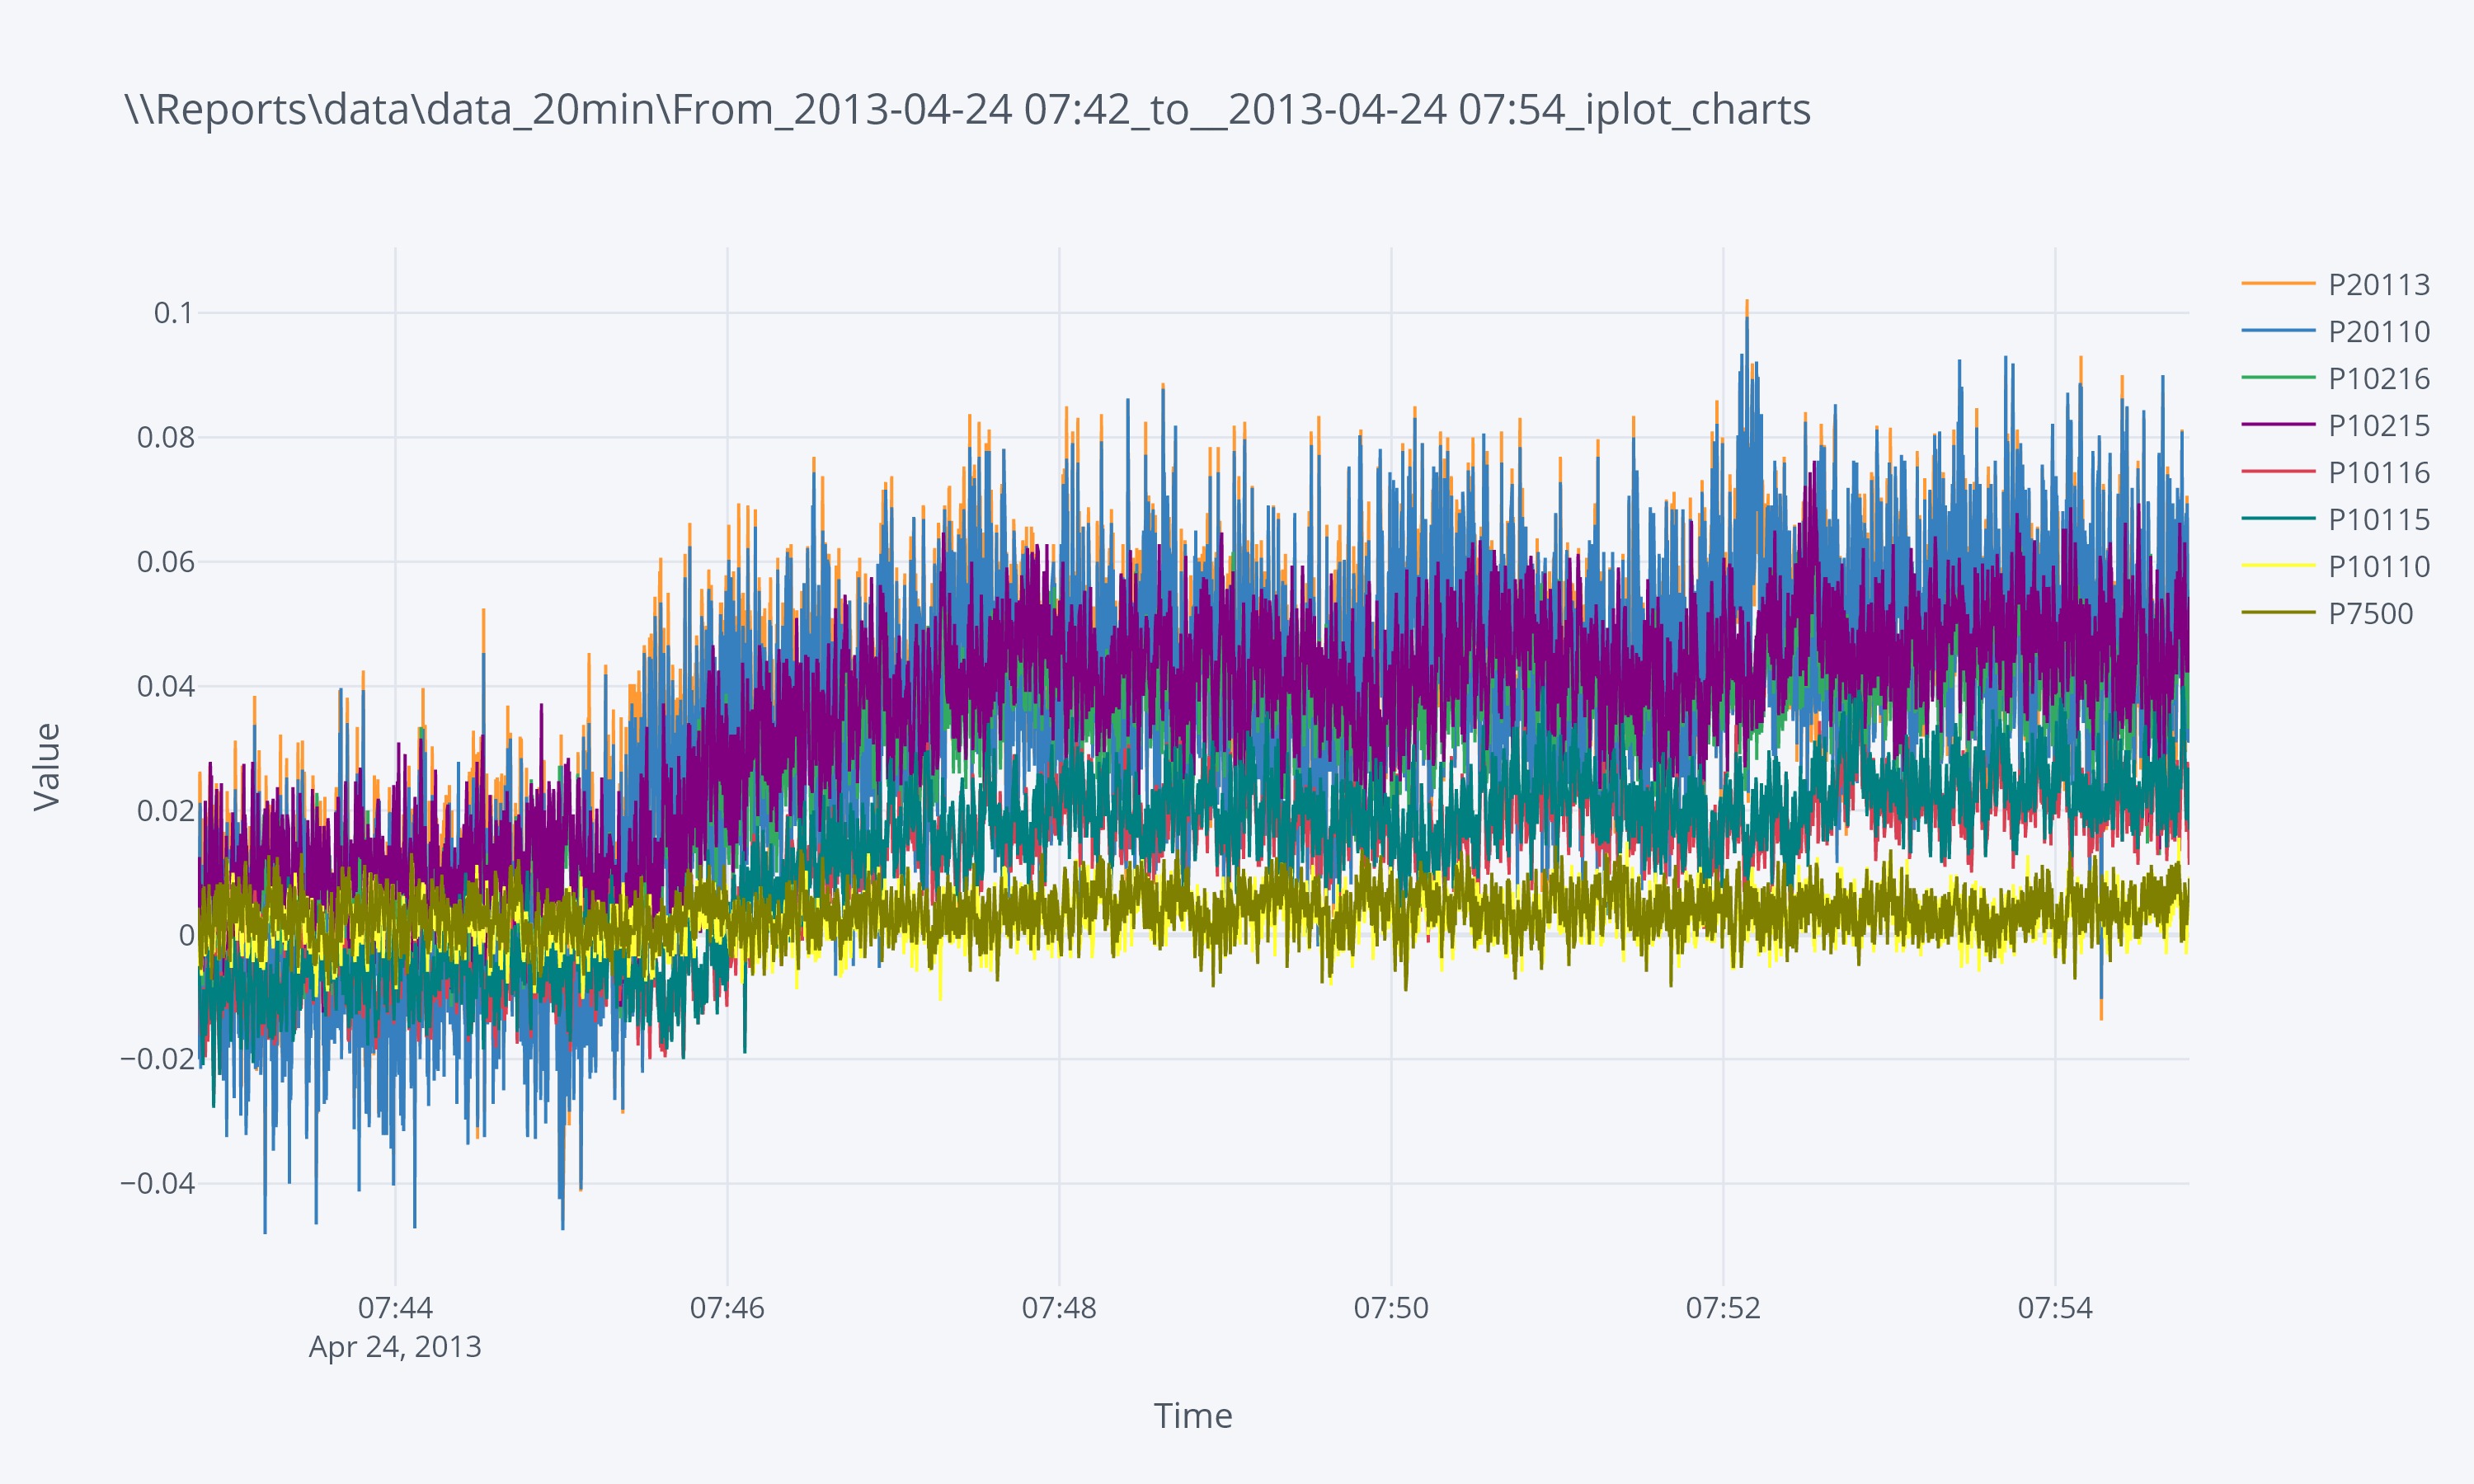 \\Reports\data\data_20min\From_2013-04-24 07:42_to__2013-04-24 07:54_iplot_charts
P20113
P20110
P10216
P10215
P10116
P10115
P10110
P7500
0.1
0.08
0.06
0.04
0.02
0
−0.02
−0.04
Value
07:44 07:46 07:48 07:50 07:52 07:54
Apr 24, 2013
Time